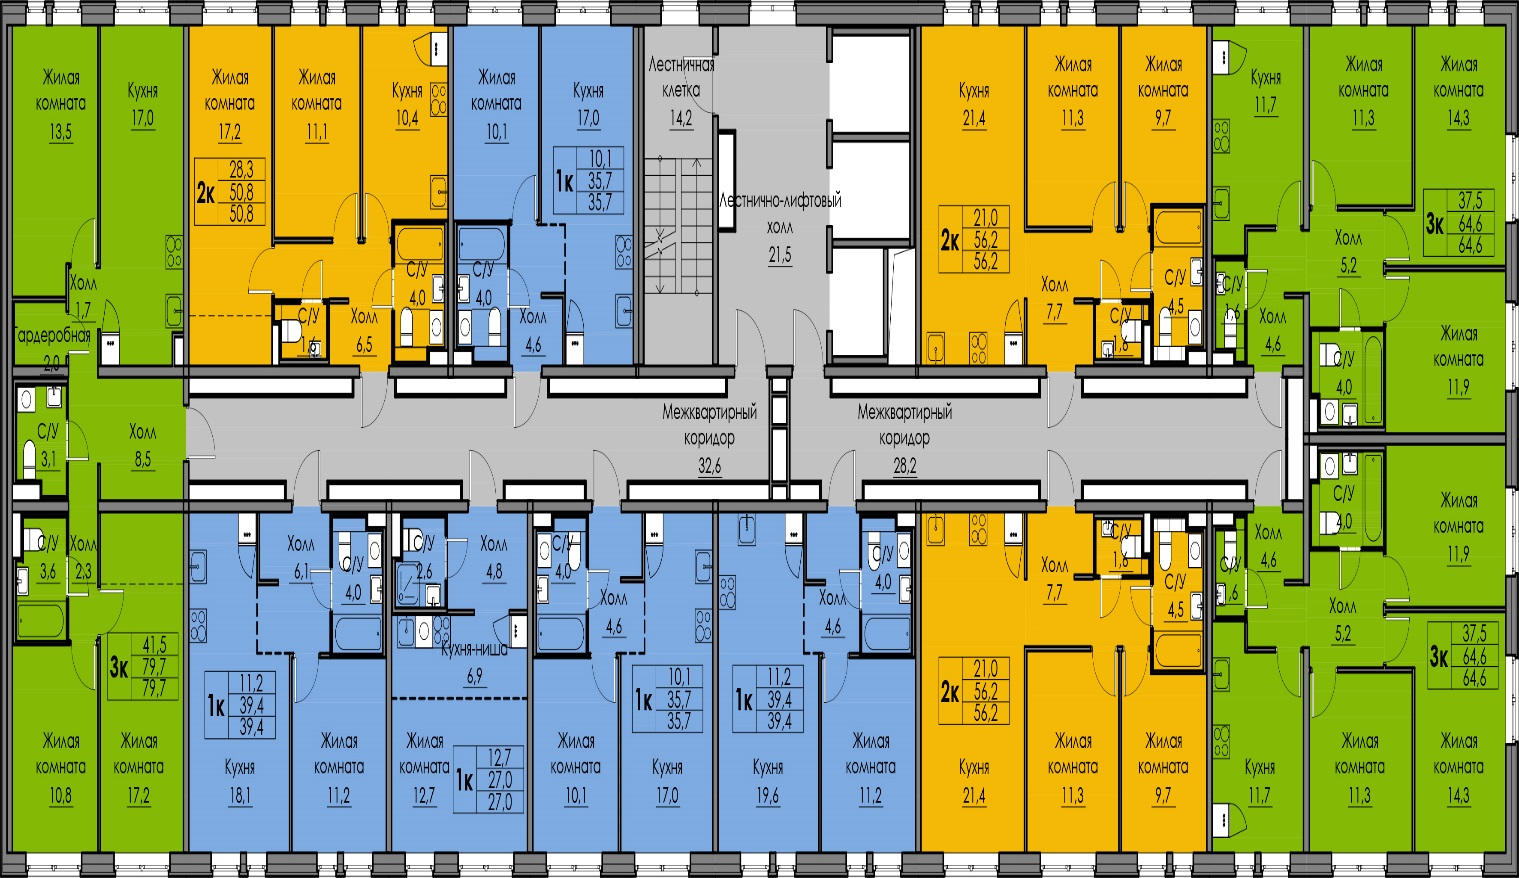 Жилая
комната
13,5
Кухня
17,0
Жилая
комната
17,2
2к
28,3
50,8
50,8
Жилая
комната
11,1
Кухня
10,4
Жилая
комната
10,1
Кухня
17,0
1к
10,1
35,7
35,7
Лестничная
клетка
14,2
Лестнично-лифтовый
холл
21,5
Кухня
21,4
Жилая
комната
11,3
Жилая
комната
9,7
2к
21,0
56,2
56,2
Кухня
11,7
Жилая
комната
11,3
Жилая
комната
14,3
3к
37,5
64,6
64,6
Холл
1,7
Гардеробная
2,0
С/У
1,6
Холл
6,5
С/У
4,0
С/У
4,0
Холл
4,6
Холл
7,7
С/У
1,6
С/У
4,5
С/У
1,6
Холл
4,6
Холл
5,2
С/У
4,0
Жилая
комната
11,9
С/У
3,1
Холл
8,5
Межквартирный
коридор
32,6
Межквартирный
коридор
28,2
С/У
3,6
Холл
2,3
Холл
6,1
С/У
4,0
С/У
2,6
Холл
4,8
С/У
4,0
Холл
4,6
Холл
4,6
С/У
4,0
Холл
7,7
С/У
1,6
С/У
4,5
С/У
1,6
Холл
4,6
Холл
5,2
С/У
4,0
Жилая
комната
11,9
3к
41,5
79,7
79,7
Жилая
комната
10,8
Жилая
комната
17,2
1к
11,2
39,4
39,4
Кухня
18,1
Жилая
комната
11,2
Кухня-ниша
6,9
Жилая
комната
12,7
1к
12,7
27,0
27,0
Жилая
комната
10,1
1к
10,1
35,7
35,7
Кухня
17,0
1к
11,2
39,4
39,4
Кухня
19,6
Жилая
комната
11,2
2к
21,0
56,2
56,2
Кухня
21,4
Жилая
комната
11,3
Жилая
комната
9,7
Кухня
11,7
Жилая
комната
11,3
3к
37,5
64,6
64,6
Жилая
комната
14,3